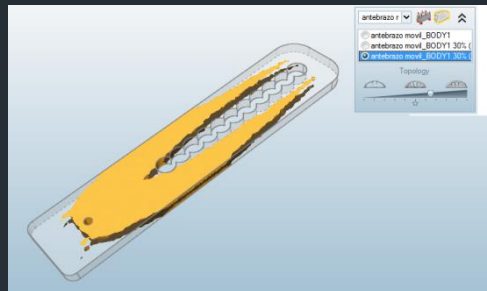 antebrazo r
antebrazo movil_BODY1
antebrazo movil_BODY1 30% (
antebrazo movil_BODY1 30% (
Topology